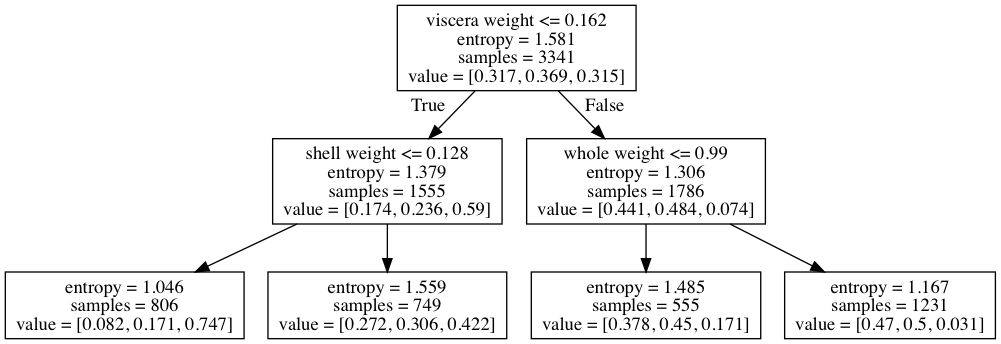 viscera weight <= 0.162
entropy = 1.581
samples = 3341
value = [0.317, 0.369, 0.315]
True
False
shell weight <= 0.128
entropy = 1.379
samples = 1555
value = [0.174, 0.236, 0.59]
whole weight <= 0.99
entropy = 1.306
samples = 1786
value = [0.441, 0.484, 0.074]
entropy = 1.046
samples = 806
value = [0.082, 0.171, 0.747]
entropy = 1.559
samples = 749
value = [0.272, 0.306, 0.422]
entropy = 1.485
samples = 555
value = [0.378, 0.45, 0.171]
entropy = 1.167
samples = 1231
value = [0.47, 0.5, 0.031]